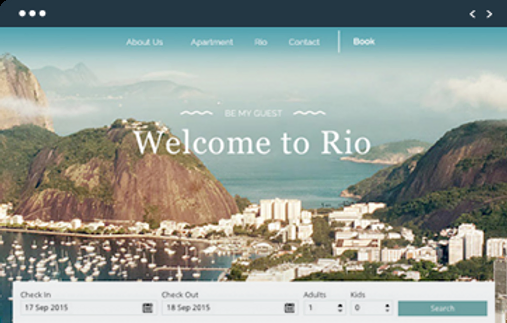 About Us Apartment Rio Contact Book
BE MY GUEST
Welcome to Rio
Check In Check Out Adults Kids
17 Sep 2015 18 Sep 2015 1 0 Search